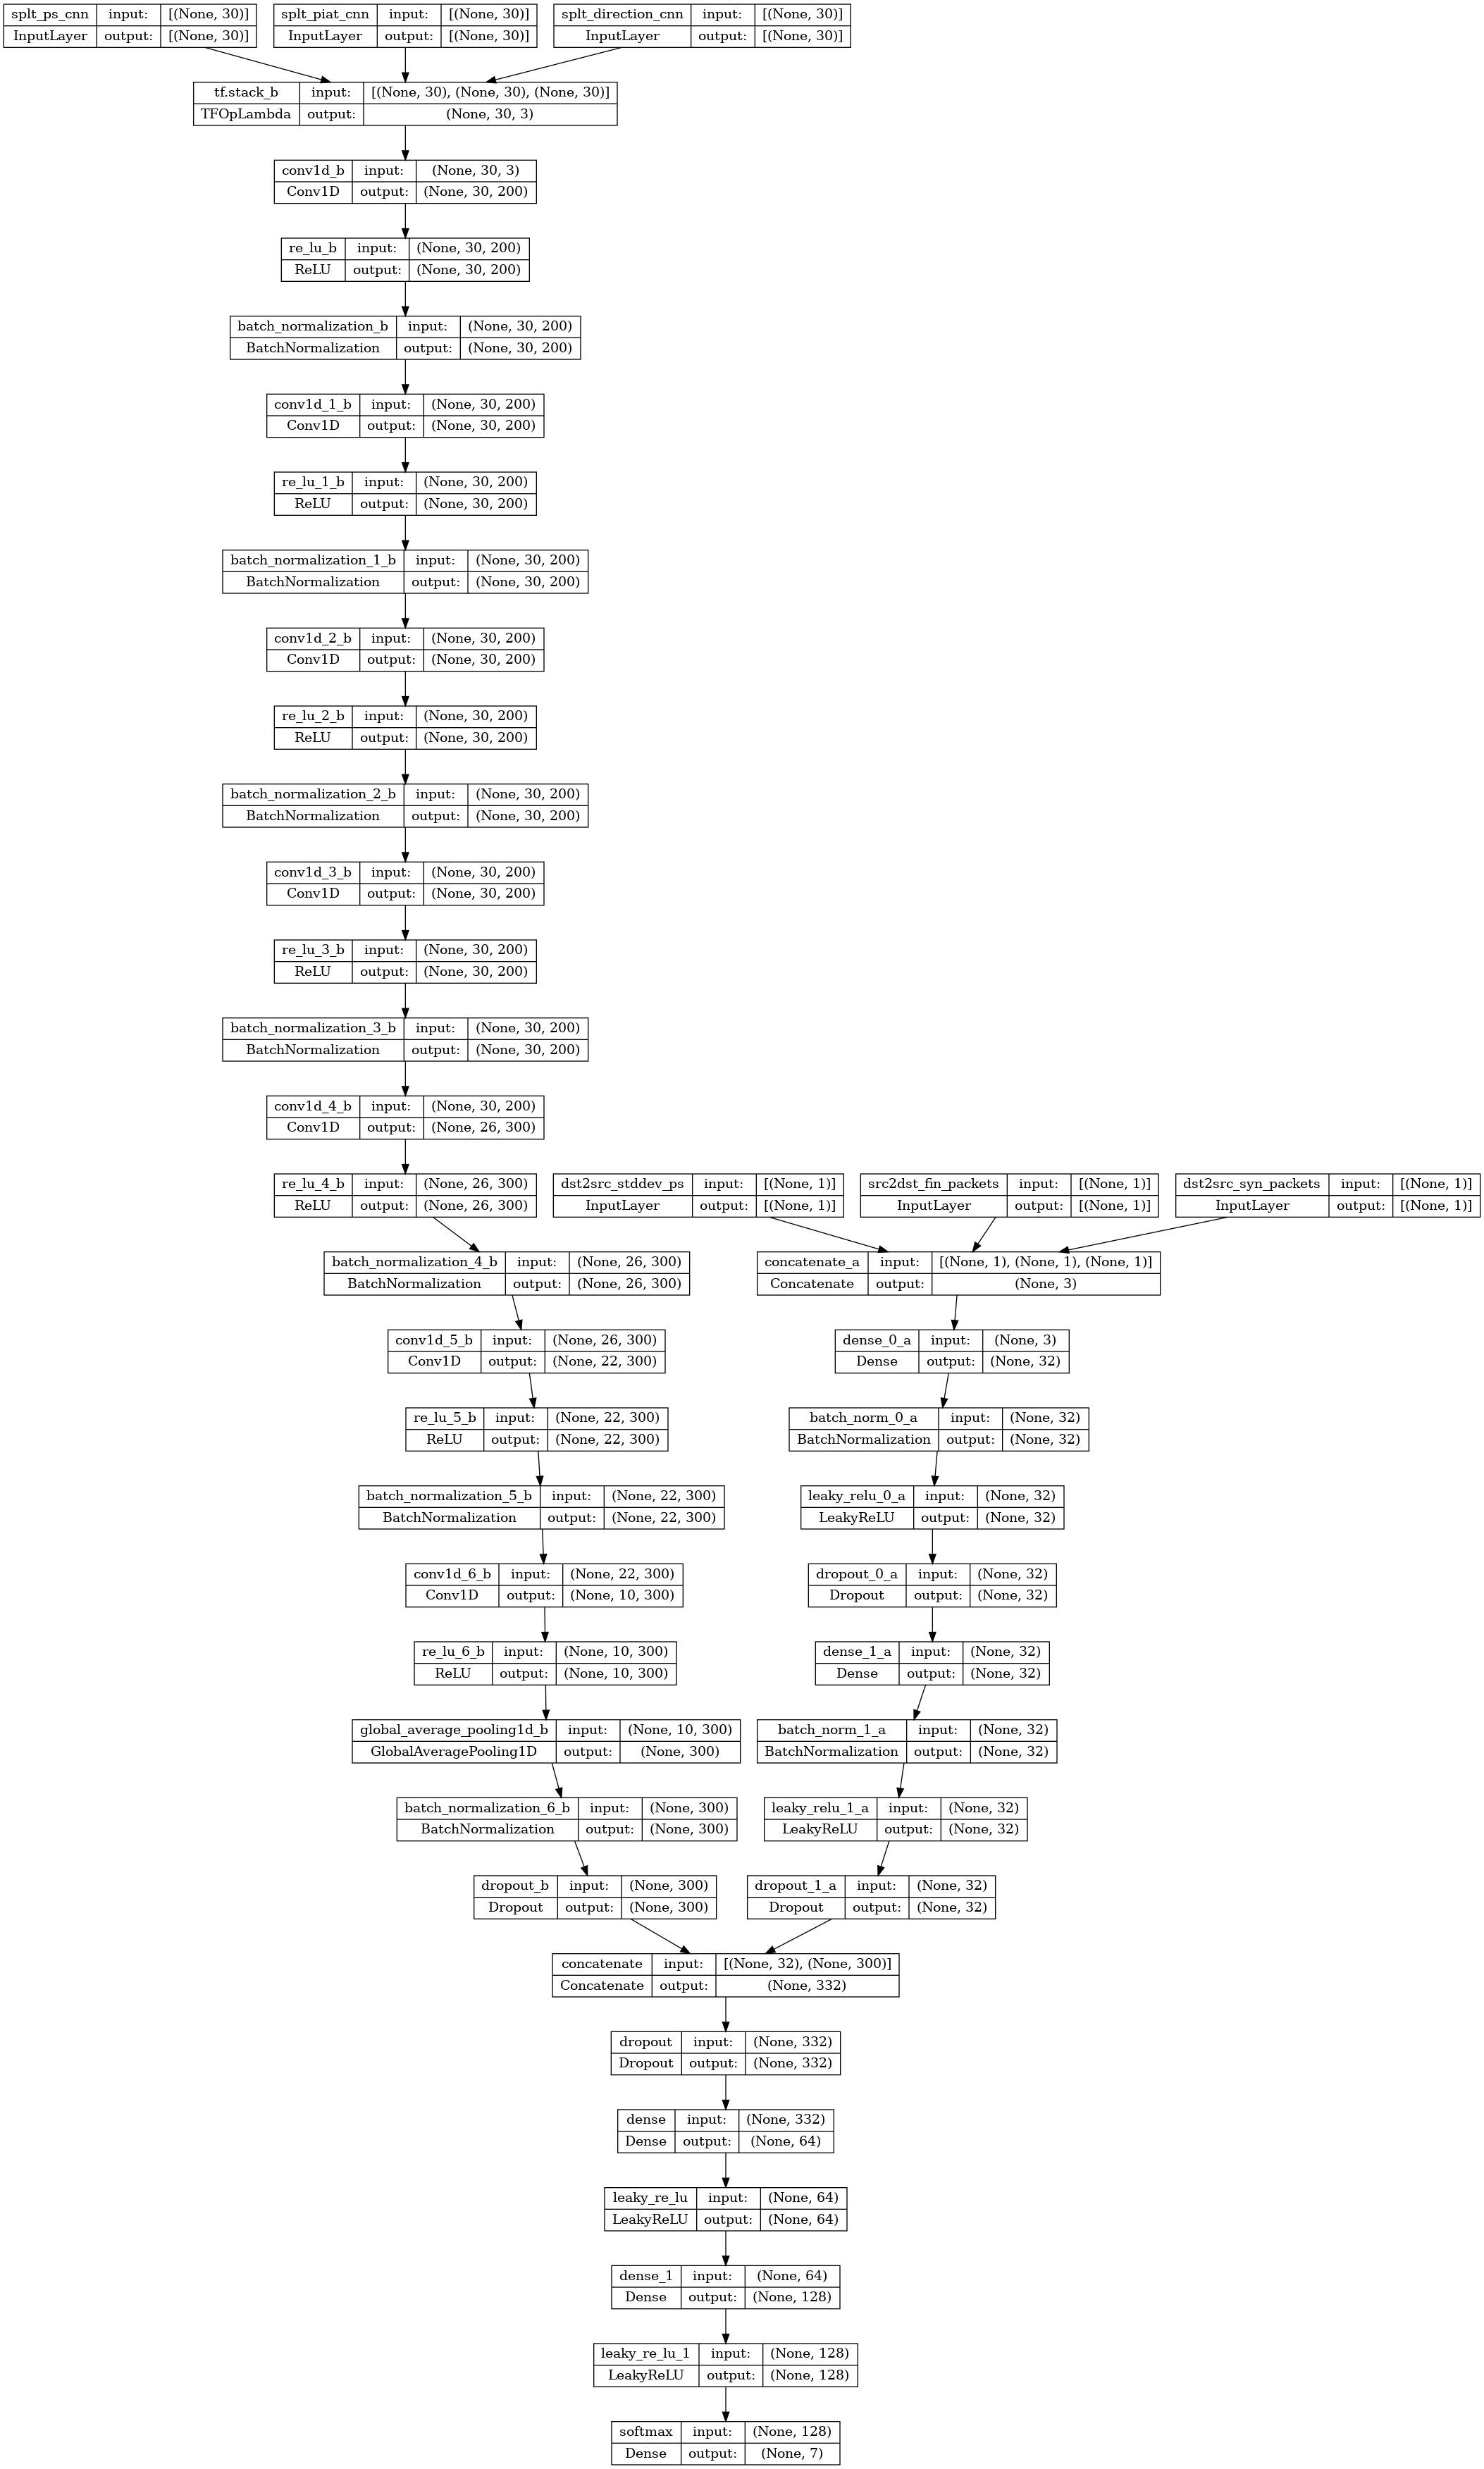 splt_ps_cnn input: [(None, 30)]
InputLayer output: [(None, 30)]
splt_piat_cnn input: [(None, 30)]
InputLayer output: [(None, 30)]
splt_direction_cnn input: [(None, 30)]
InputLayer output: [(None, 30)]
tf.stack_b input: [(None, 30), (None, 30), (None, 30)]
TFOpLambda output: (None, 30, 3)
conv1d_b input: (None, 30, 3)
Conv1D output: (None, 30, 200)
re_lu_b input: (None, 30, 200)
ReLU output: (None, 30, 200)
batch_normalization_b input: (None, 30, 200)
BatchNormalization output: (None, 30, 200)
conv1d_1_b input: (None, 30, 200)
Conv1D output: (None, 30, 200)
re_lu_1_b input: (None, 30, 200)
ReLU output: (None, 30, 200)
batch_normalization_1_b input: (None, 30, 200)
BatchNormalization output: (None, 30, 200)
conv1d_2_b input: (None, 30, 200)
Conv1D output: (None, 30, 200)
re_lu_2_b input: (None, 30, 200)
ReLU output: (None, 30, 200)
batch_normalization_2_b input: (None, 30, 200)
BatchNormalization output: (None, 30, 200)
conv1d_3_b input: (None, 30, 200)
Conv1D output: (None, 30, 200)
re_lu_3_b input: (None, 30, 200)
ReLU output: (None, 30, 200)
batch_normalization_3_b input: (None, 30, 200)
BatchNormalization output: (None, 30, 200)
conv1d_4_b input: (None, 30, 200)
Conv1D output: (None, 26, 300)
re_lu_4_b input: (None, 26, 300)
ReLU output: (None, 26, 300)
dst2src_stddev_ps input: [(None, 1)]
InputLayer output: [(None, 1)]
src2dst_fin_packets input: [(None, 1)]
InputLayer output: [(None, 1)]
dst2src_syn_packets input: [(None, 1)]
InputLayer output: [(None, 1)]
batch_normalization_4_b input: (None, 26, 300)
BatchNormalization output: (None, 26, 300)
concatenate_a input: [(None, 1), (None, 1), (None, 1)]
Concatenate output: (None, 3)
conv1d_5_b input: (None, 26, 300)
Conv1D output: (None, 22, 300)
dense_0_a input: (None, 3)
Dense output: (None, 32)
re_lu_5_b input: (None, 22, 300)
ReLU output: (None, 22, 300)
batch_norm_0_a input: (None, 32)
BatchNormalization output: (None, 32)
batch_normalization_5_b input: (None, 22, 300)
BatchNormalization output: (None, 22, 300)
leaky_relu_0_a input: (None, 32)
LeakyReLU output: (None, 32)
conv1d_6_b input: (None, 22, 300)
Conv1D output: (None, 10, 300)
dropout_0_a input: (None, 32)
Dropout output: (None, 32)
re_lu_6_b input: (None, 10, 300)
ReLU output: (None, 10, 300)
dense_1_a input: (None, 32)
Dense output: (None, 32)
global_average_pooling1d_b input: (None, 10, 300)
GlobalAveragePooling1D output: (None, 300)
batch_norm_1_a input: (None, 32)
BatchNormalization output: (None, 32)
batch_normalization_6_b input: (None, 300)
BatchNormalization output: (None, 300)
leaky_relu_1_a input: (None, 32)
LeakyReLU output: (None, 32)
dropout_b input: (None, 300)
Dropout output: (None, 300)
dropout_1_a input: (None, 32)
Dropout output: (None, 32)
concatenate input: [(None, 32), (None, 300)]
Concatenate output: (None, 332)
dropout input: (None, 332)
Dropout output: (None, 332)
dense input: (None, 332)
Dense output: (None, 64)
leaky_re_lu input: (None, 64)
LeakyReLU output: (None, 64)
dense_1 input: (None, 64)
Dense output: (None, 128)
leaky_re_lu_1 input: (None, 128)
LeakyReLU output: (None, 128)
softmax input: (None, 128)
Dense output: (None, 7)